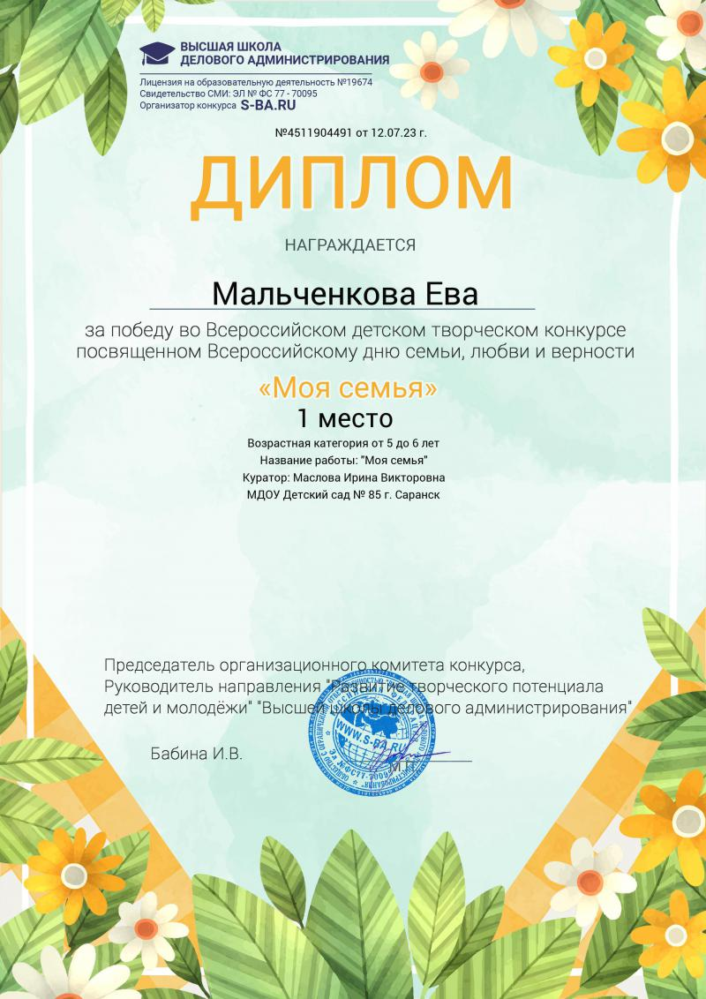 ВЫСШАЯ ШКОЛА
ДЕЛОВОГО АДМИНИСТРИРОВАНИЯ
Лицензия на образовательную деятельность №19674
Свидетельство СМИ: ЭЛ № ФС 77 - 70095
Организатор конкурса S-BA.RU
№4511904491 от 12.07.23 г.
ДИПЛОМ
НАГРАЖДАЕТСЯ
Мальченкова Ева
за победу во Всероссийском детском творческом конкурсе
посвященном Всероссийскому дню семьи, любви и верности
«Моя семья»
1 место
Возрастная категория от 5 до 6 лет
Название работы: "Моя семья"
Куратор: Маслова Ирина Викторовна
МДОУ Детский сад № 85 г. Саранск
Председатель организационного комитета конкурса,
Руководитель направления "Развитие творческого потенциала
детей и молодёжи" "Высшей школы делового администрирования"
WWW.S-BA.RU
Бабина И.В.